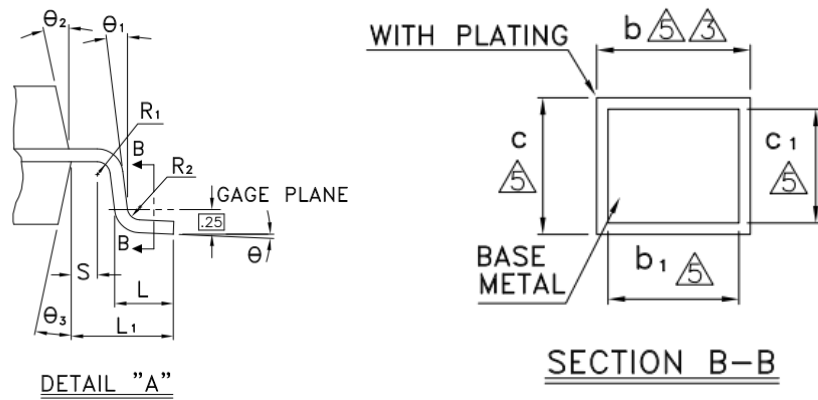 θ₂
θ₁
R₁
B
R₂
GAGE PLANE
.25
B
θ
S
L
θ₃
L₁
DETAIL "A"
WITH PLATING
b 5 3
c
5
c₁
5
BASE
METAL
b₁ 5
SECTION B-B